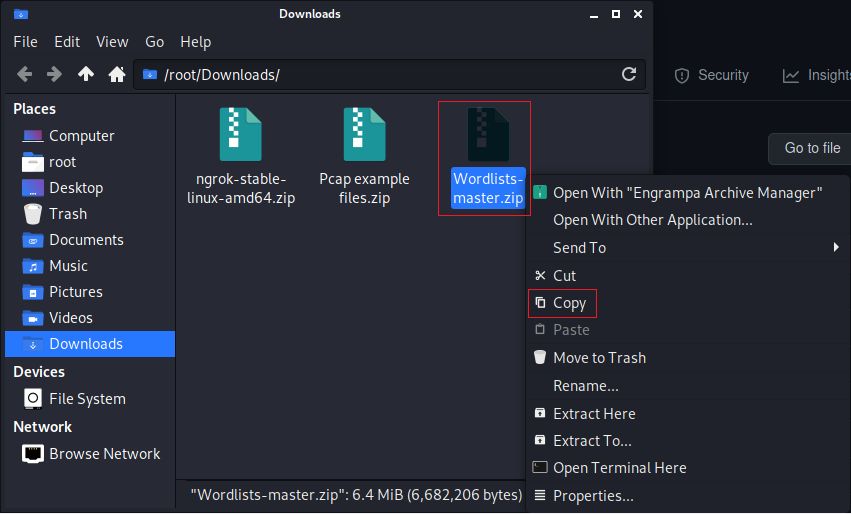 Downloads
File Edit View Go Help
/root/Downloads/
Places
Computer
root
Desktop
Trash
Documents
Music
Pictures
Videos
Downloads
Devices
File System
Network
Browse Network
ngrok-stable-
linux-amd64.zip
Pcap example
files.zip
Wordlists-
master.zip
"Wordlists-master.zip": 6.4 MiB (6,682,206 bytes)
Open With "Engrampa Archive Manager"
Open With Other Application...
Send To
Cut
Copy
Paste
Move to Trash
Rename...
Extract Here
Extract To...
Open Terminal Here
Properties...
Security
Insights
Go to file